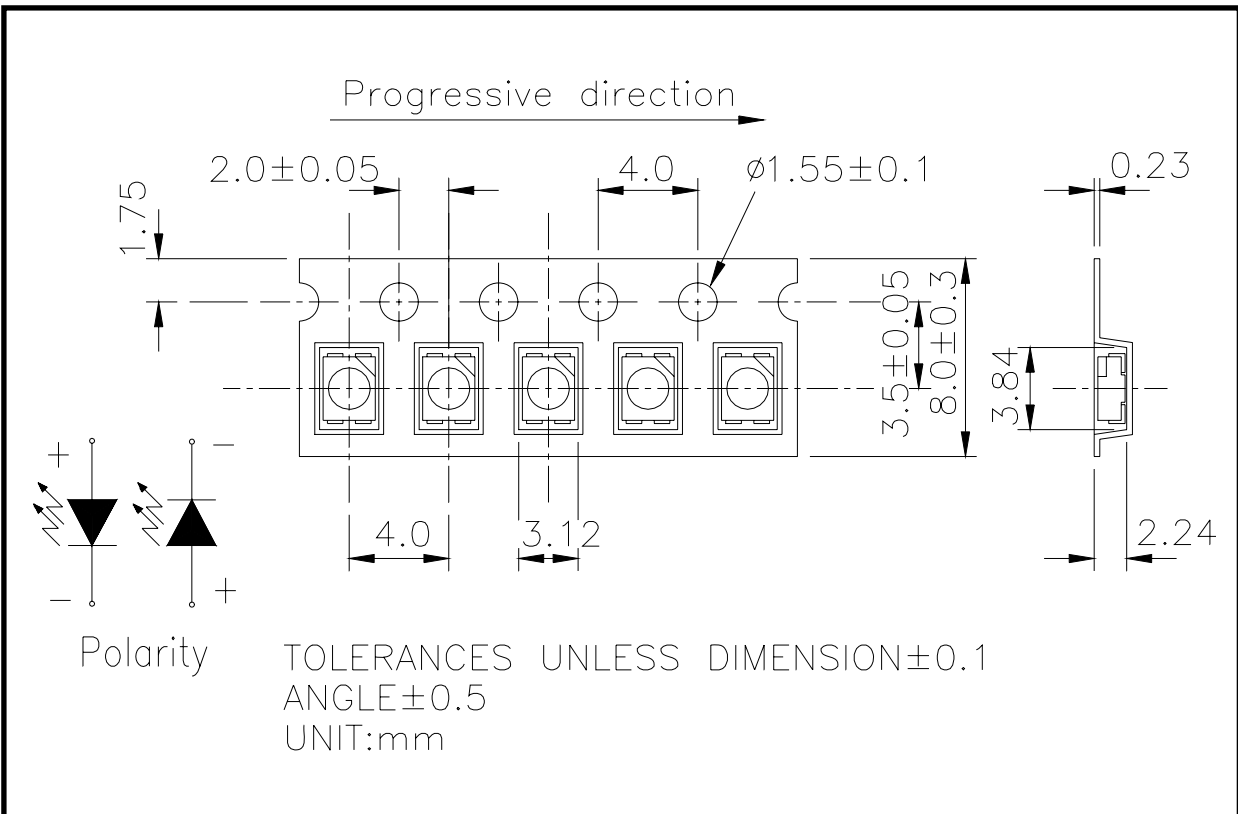 Progressive direction
2.0±0.05
4.0
ø1.55±0.1
0.23
1.75
3.5±0.05
8.0±0.3
3.84
+
−
−
+
4.0
3.12
2.24
Polarity
TOLERANCES UNLESS DIMENSION±0.1
ANGLE±0.5
UNIT:mm